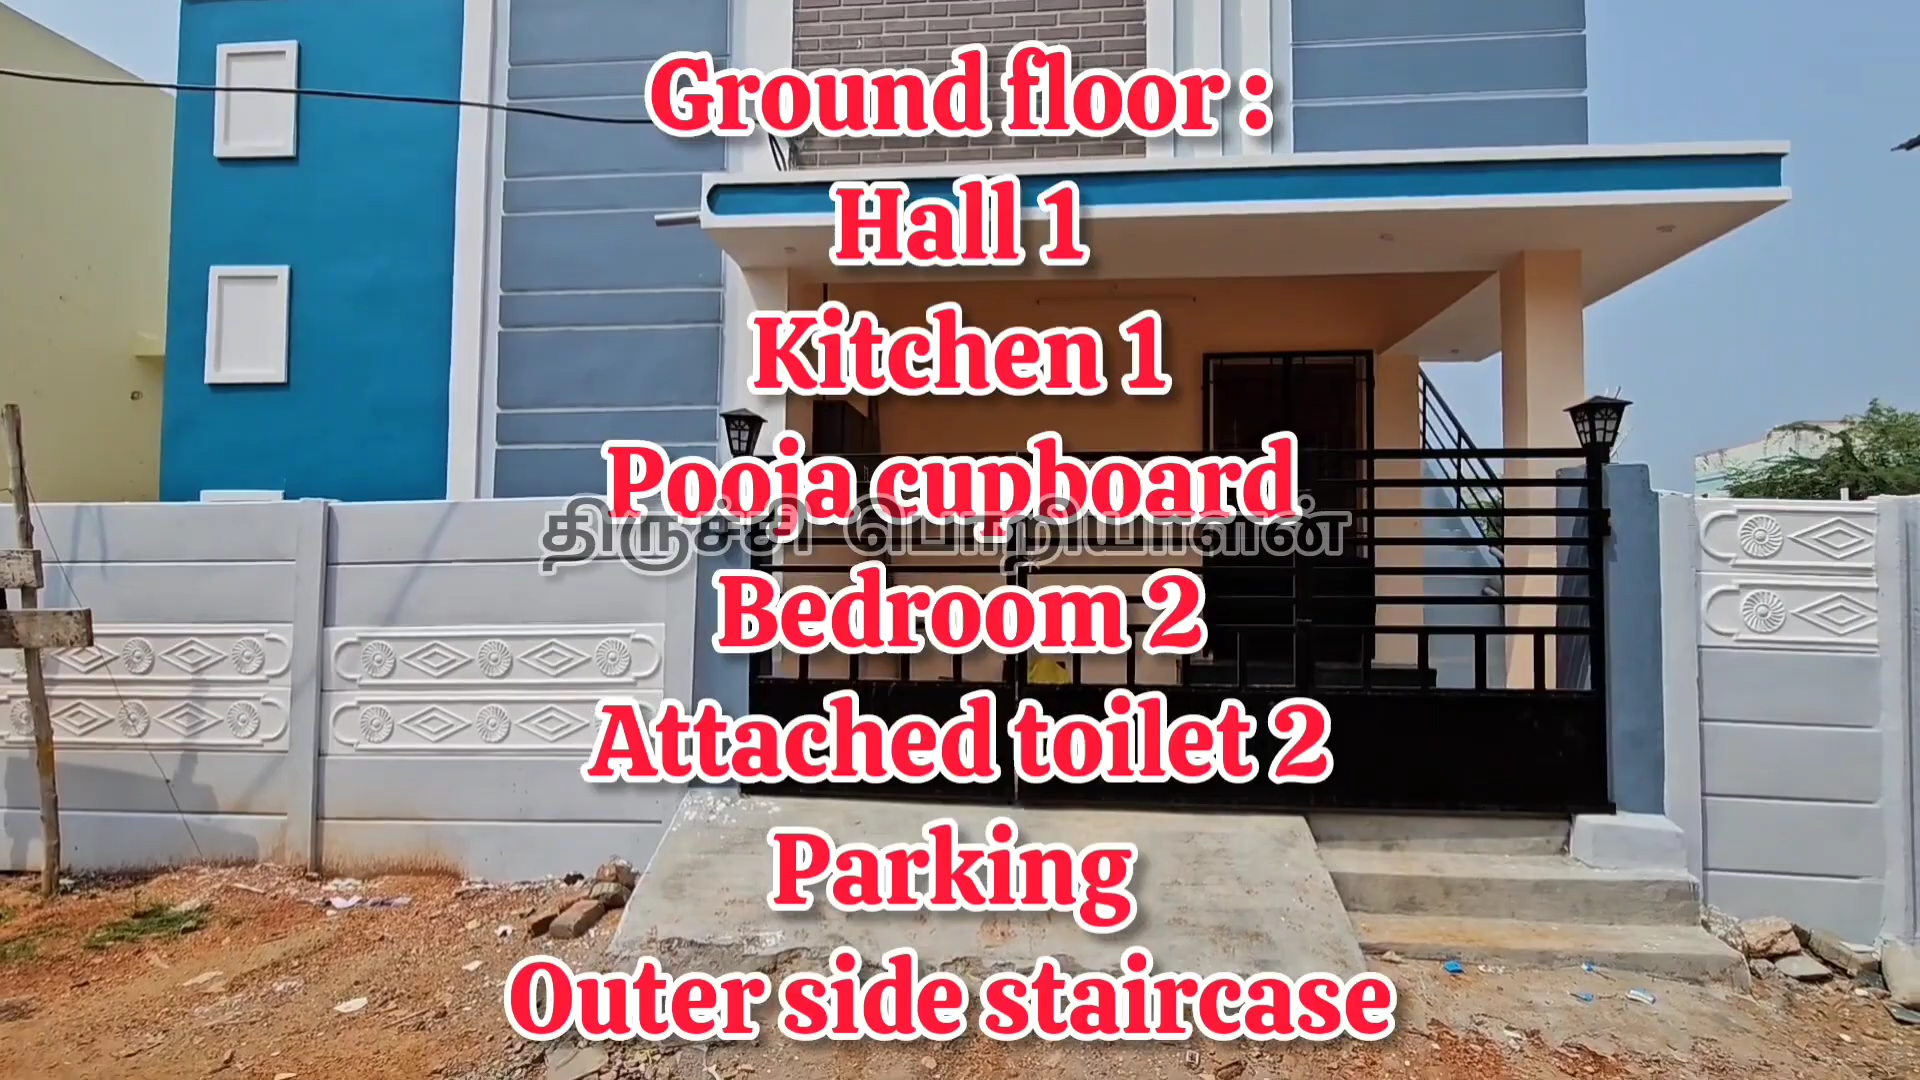 Ground floor :
Hall 1
Kitchen 1
Pooja cupboard
திருச்சி பொறியாளன்
Bedroom 2
Attached toilet 2
Parking
Outer side staircase